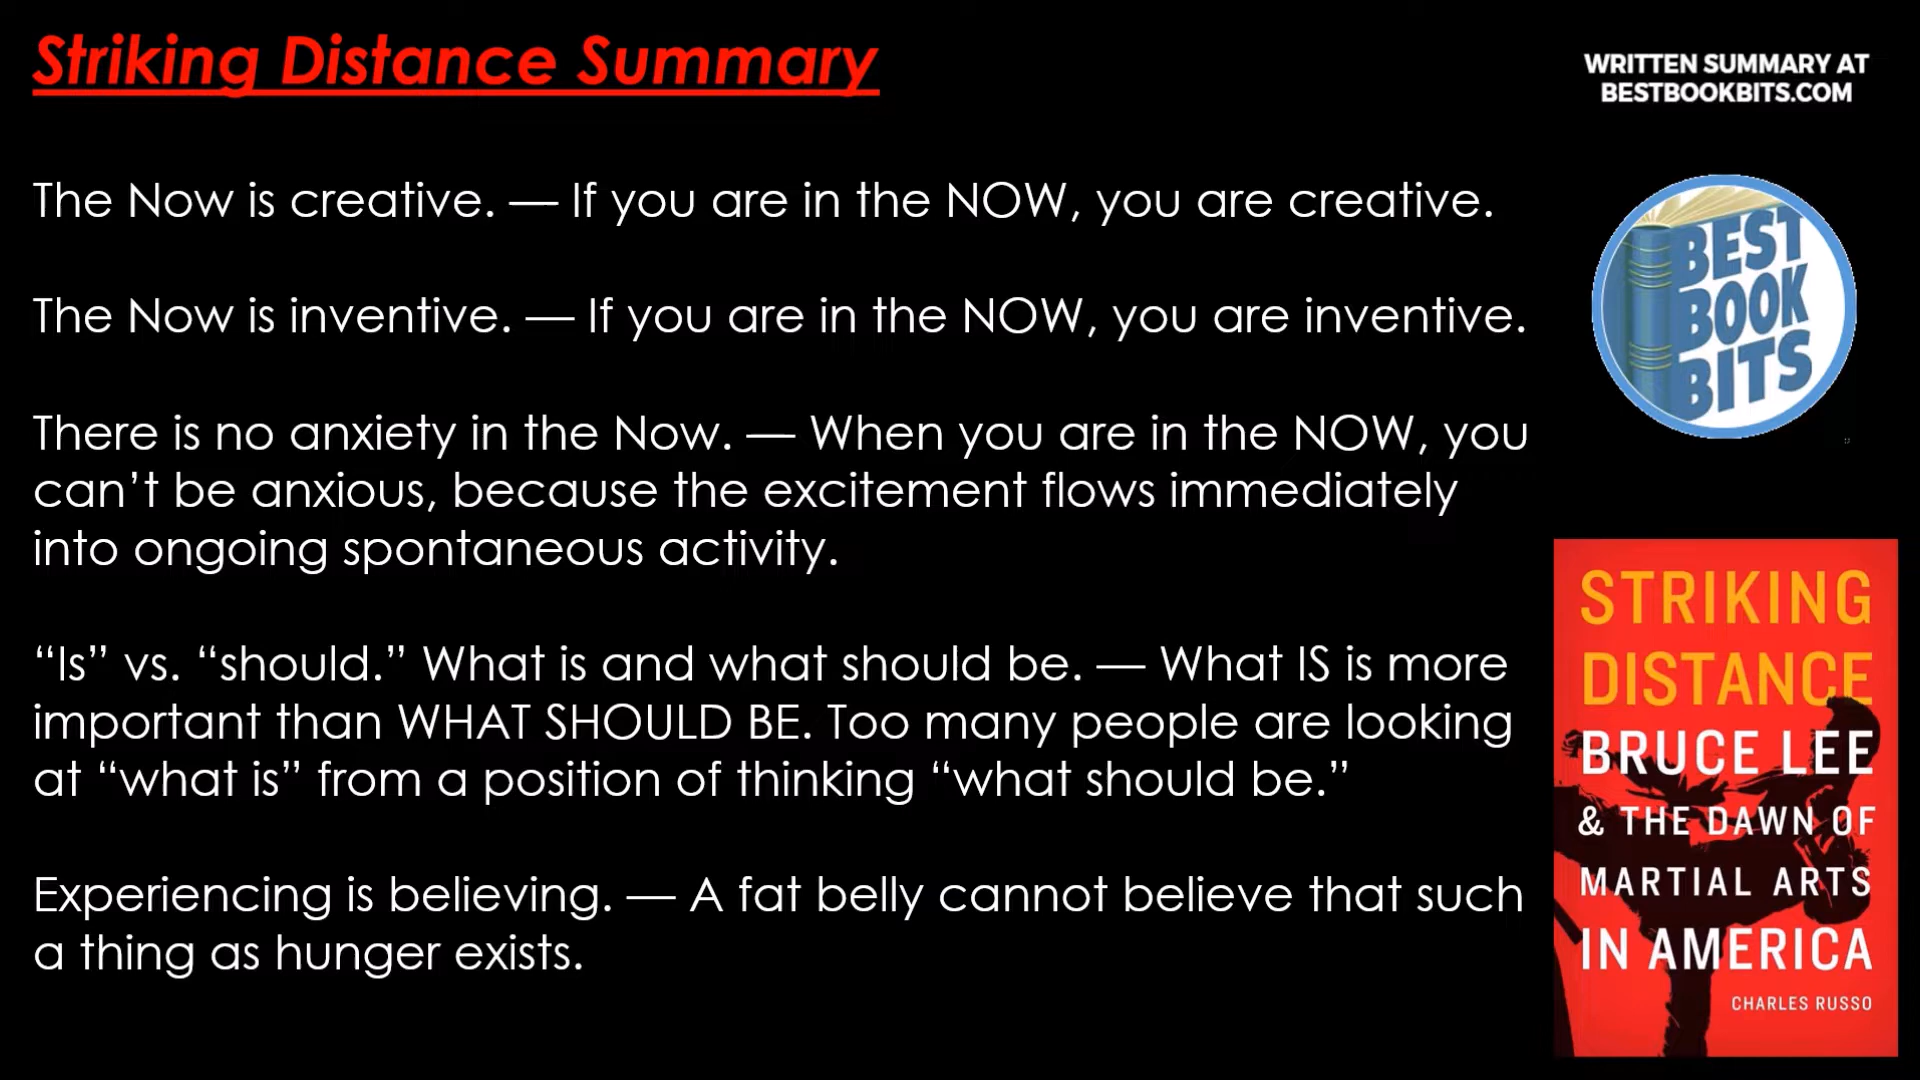 Striking Distance Summary
WRITTEN SUMMARY AT
BESTBOOKBITS.COM
The Now is creative. — If you are in the NOW, you are creative.
The Now is inventive. — If you are in the NOW, you are inventive.
There is no anxiety in the Now. — When you are in the NOW, you
can’t be anxious, because the excitement flows immediately
into ongoing spontaneous activity.
“Is” vs. “should.” What is and what should be. — What IS is more
important than WHAT SHOULD BE. Too many people are looking
at “what is” from a position of thinking “what should be.”
Experiencing is believing. — A fat belly cannot believe that such
a thing as hunger exists.
BEST
BOOK
BITS
STRIKING
DISTANCE
BRUCE LEE
& THE DAWN OF
MARTIAL ARTS
IN AMERICA
CHARLES RUSSO